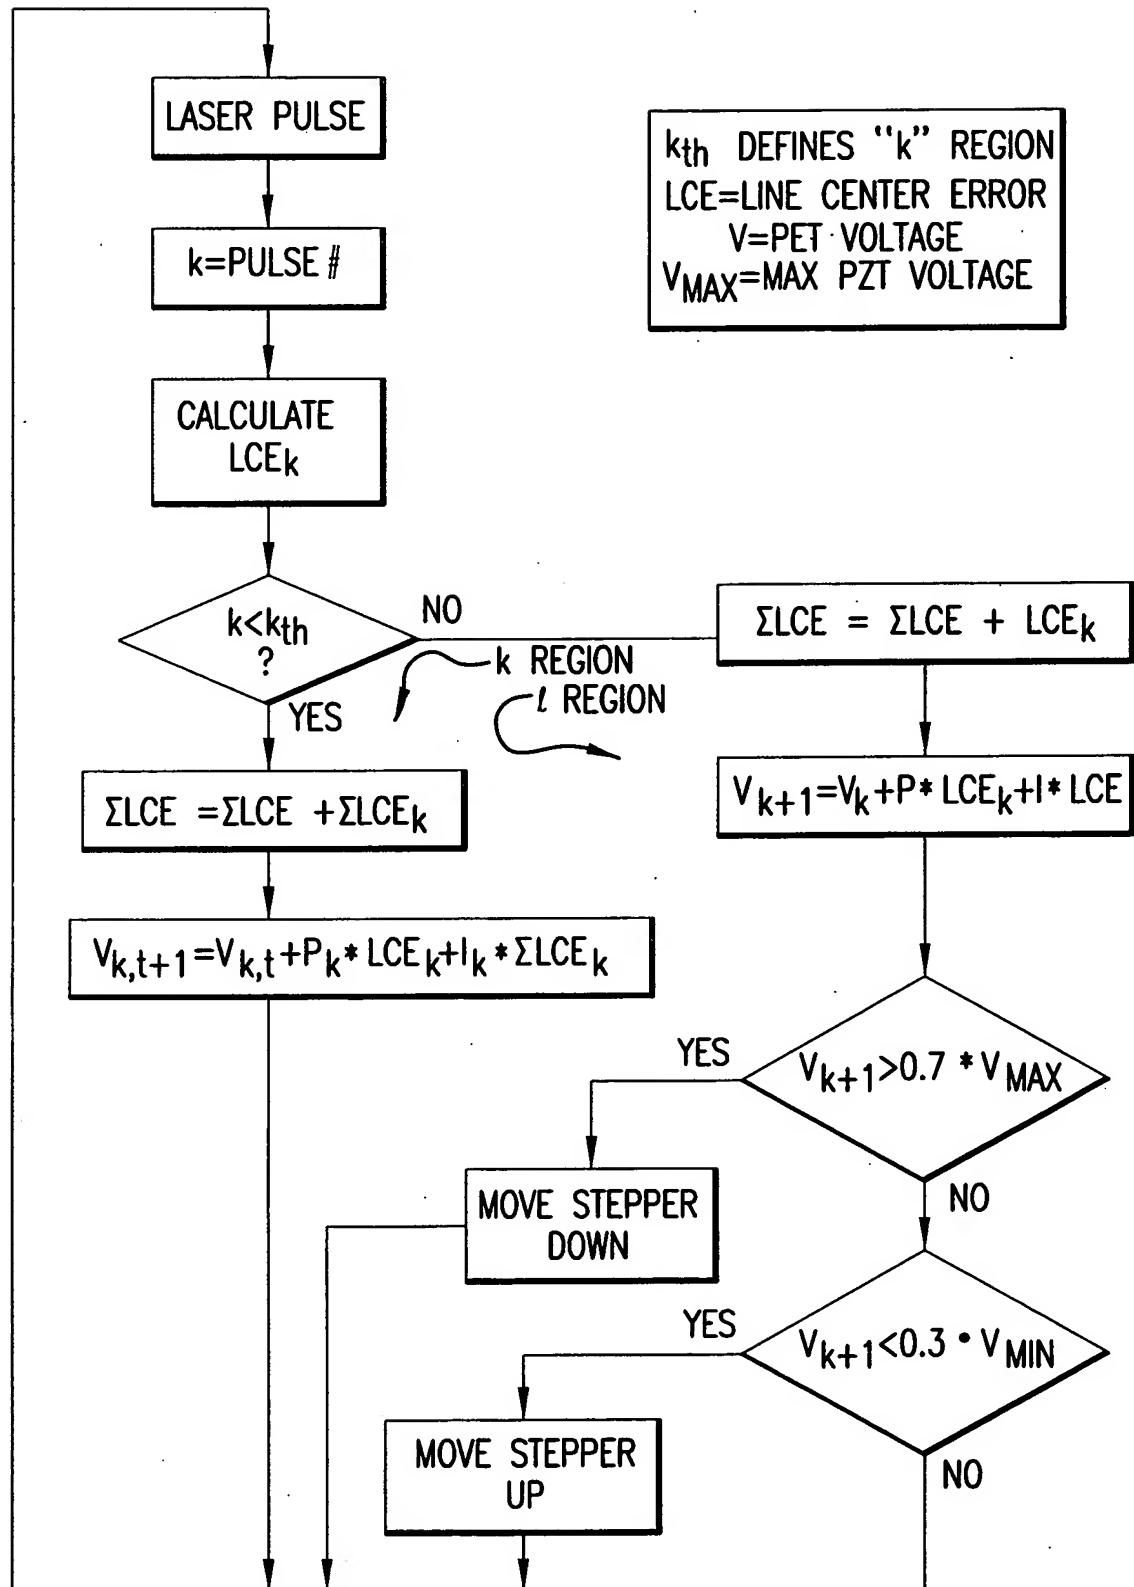 LASER PULSE
k=PULSE #
CALCULATE
LCEk
k<kth
?
NO
YES
k REGION
l REGION
ΣLCE =ΣLCE +ΣLCEk
Vk,t+1=Vk,t+Pk* LCEk+Ik* ΣLCEk
kth DEFINES "k" REGION
LCE=LINE CENTER ERROR
V=PET VOLTAGE
VMAX=MAX PZT VOLTAGE
ΣLCE = ΣLCE + LCEk
Vk+1=Vk+P* LCEk+I* LCE
Vk+1>0.7 * VMAX
YES
NO
MOVE STEPPER
DOWN
Vk+1<0.3 • VMIN
YES
NO
MOVE STEPPER
UP